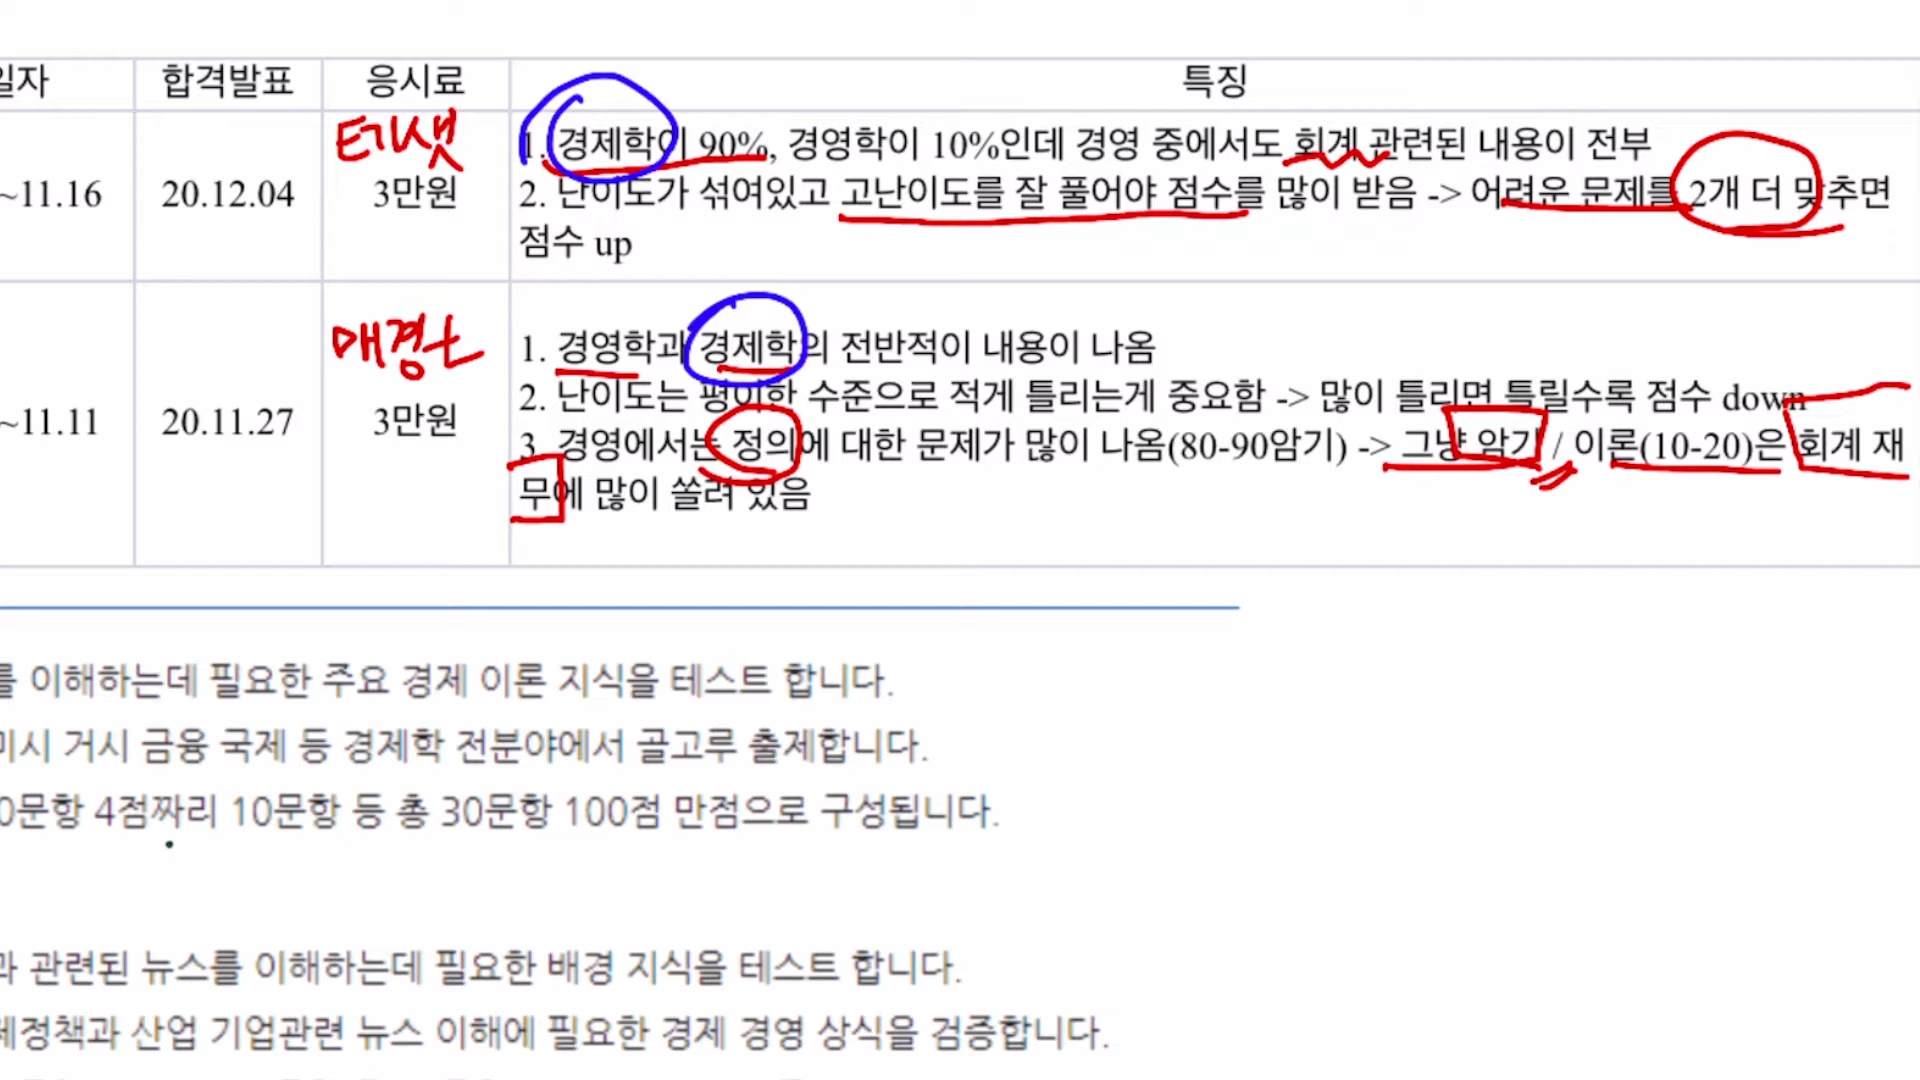 일자 합격발표 응시료 특징
테샛
~11.16 20.12.04 3만원
1. 경제학이 90%, 경영학이 10%인데 경영 중에서도 회계 관련된 내용이 전부
2. 난이도가 섞여있고 고난이도를 잘 풀어야 점수를 많이 받음 -> 어려운 문제를 2개 더 맞추면
점수 up
매경
~11.11 20.11.27 3만원
1. 경영학과 경제학의 전반적이 내용이 나옴
2. 난이도는 평이한 수준으로 적게 틀리는게 중요함 -> 많이 틀리면 틀릴수록 점수 down
3. 경영에서는 정의에 대한 문제가 많이 나옴(80-90암기) -> 그냥 암기 / 이론(10-20)은 회계 재
무에 많이 쏠려 있음
를 이해하는데 필요한 주요 경제 이론 지식을 테스트 합니다.
미시 거시 금융 국제 등 경제학 전분야에서 골고루 출제합니다.
0문항 4점짜리 10문항 등 총 30문항 100점 만점으로 구성됩니다.
과 관련된 뉴스를 이해하는데 필요한 배경 지식을 테스트 합니다.
제정책과 산업 기업관련 뉴스 이해에 필요한 경제 경영 상식을 검증합니다.